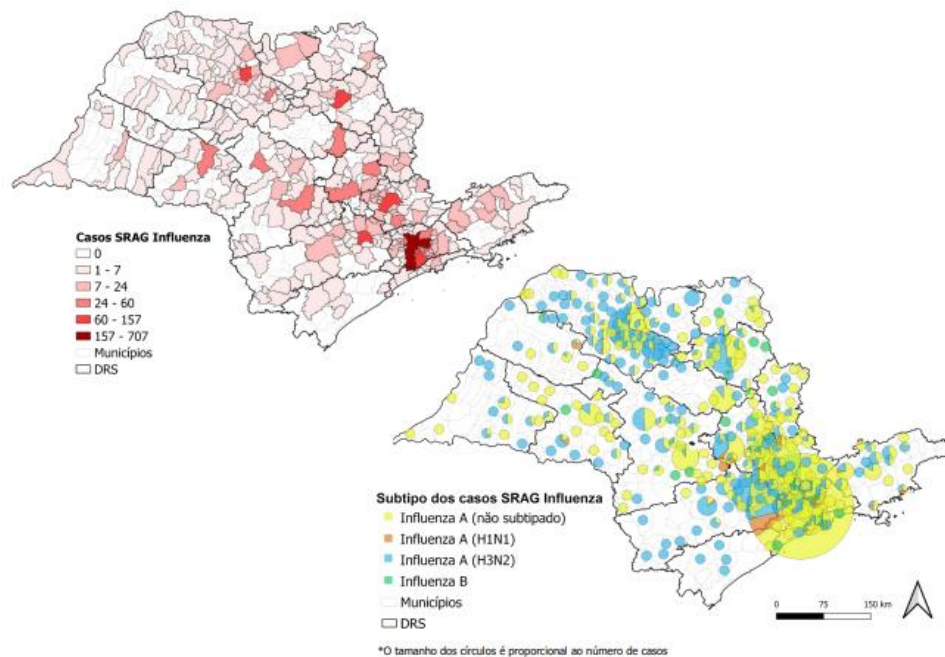 Casos SRAG Influenza
0
1 - 7
7 - 24
24 - 60
60 - 157
157 - 707
Municípios
DRS
Subtipo dos casos SRAG Influenza
Influenza A (não subtipado)
Influenza A (H1N1)
Influenza A (H3N2)
Influenza B
Municípios
DRS
0 75 150 km
*O tamanho dos círculos é proporcional ao número de casos